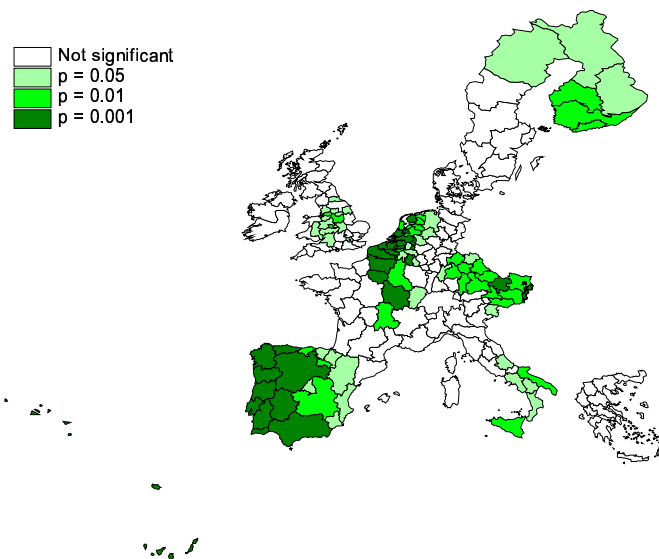 Not significant
p = 0.05
p = 0.01
p = 0.001